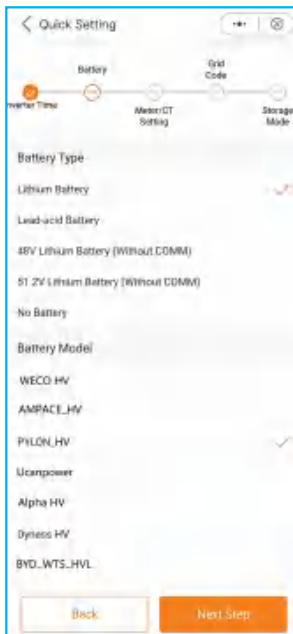 Quick Setting
Battery
Grid
Code
nverter Time
Meter/CT
Setting
Storage
Mode
Battery Type
Lithium Battery
Lead-acid Battery
48V Lithium Battery (Without COMM)
51.2V Lithium Battery (Without COMM)
No Battery
Battery Model
WECO HV
AMPACE_HV
PYLON_HV
Ucanpower
Alpha HV
Dyness HV
BYD_WTS_HVL
Back
Next Step